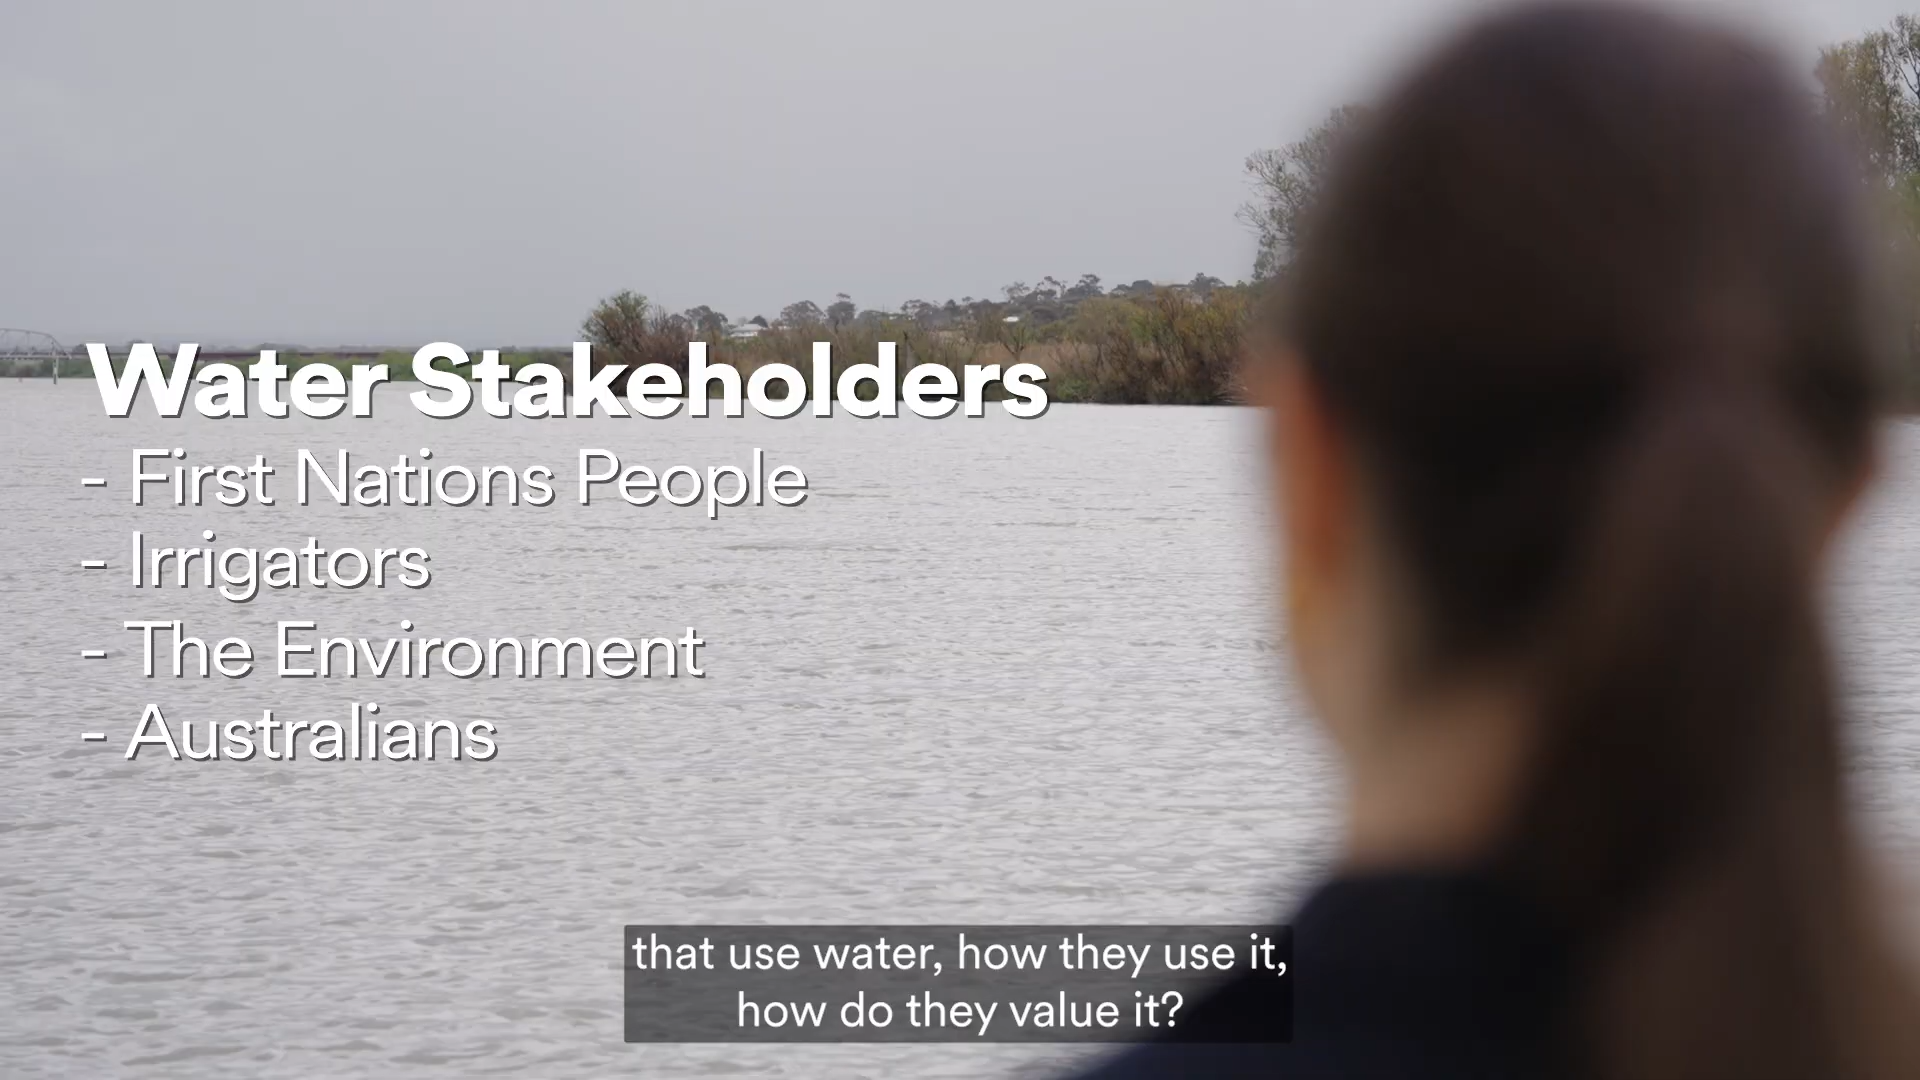 Water Stakeholders
- First Nations People
- Irrigators
- The Environment
- Australians
that use water, how they use it,
how do they value it?